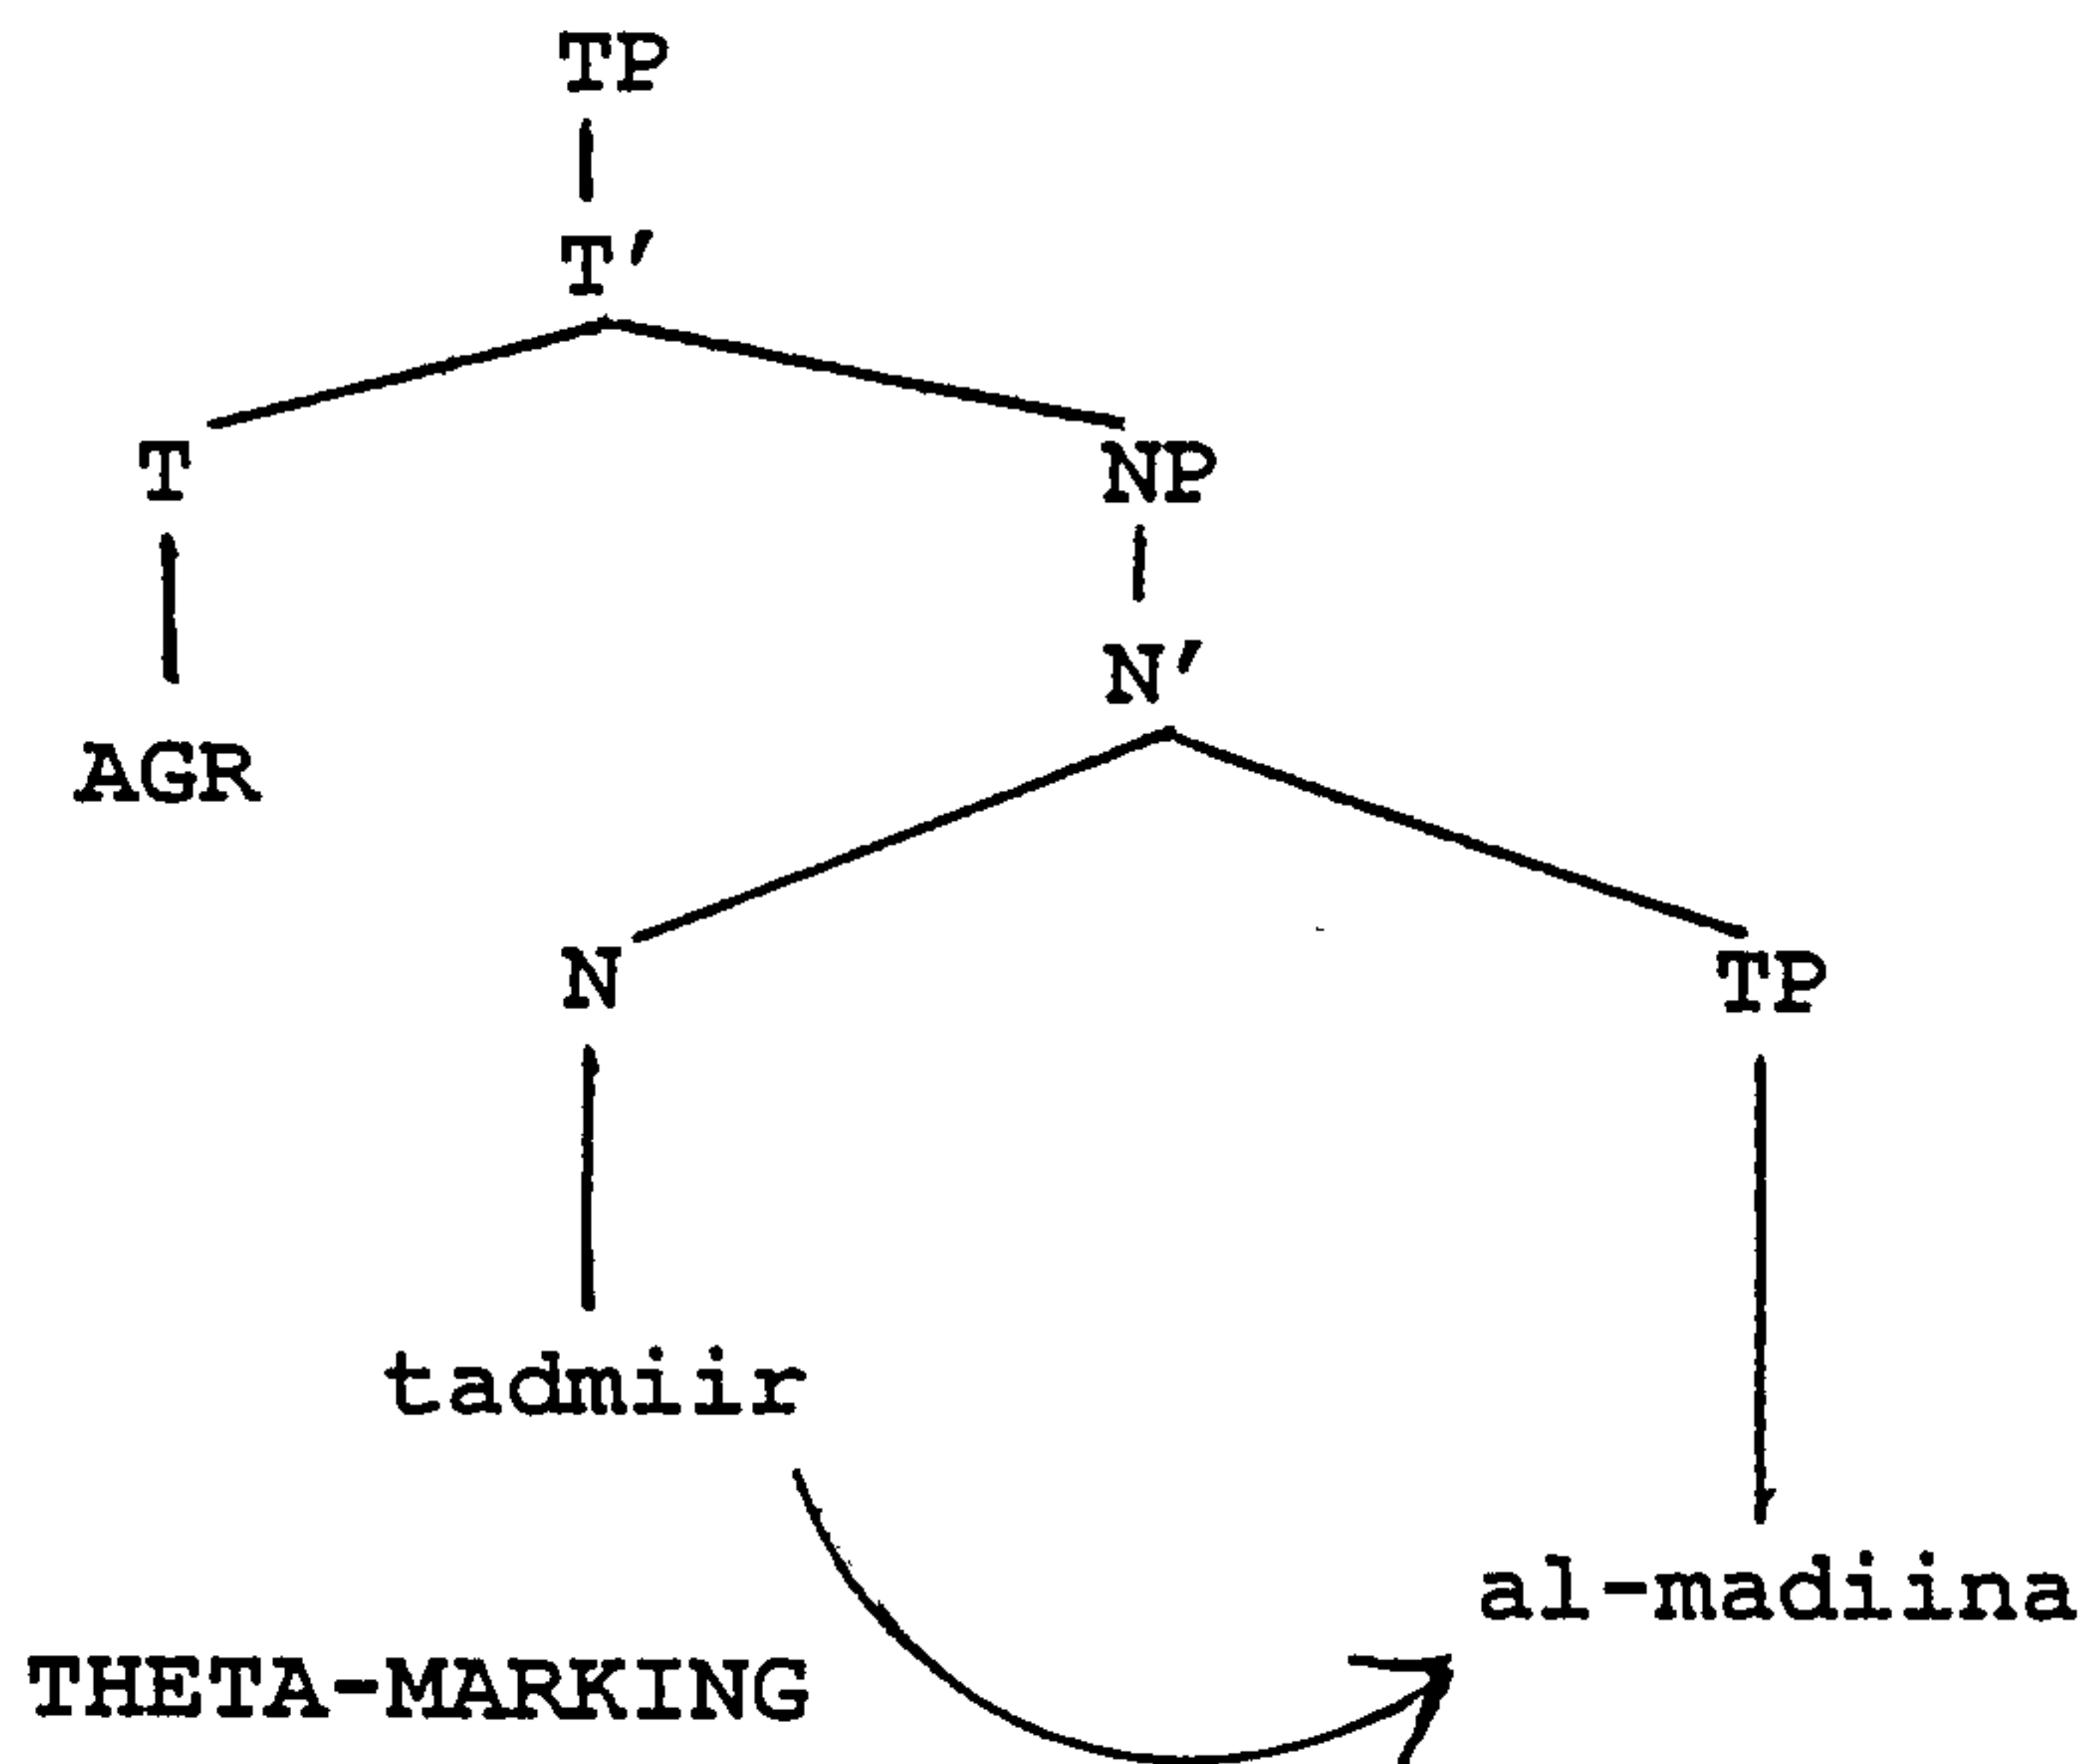 TP
T′
T NP
AGR
N′
N TP
tadmiir
al-madiina
THETA-MARKING